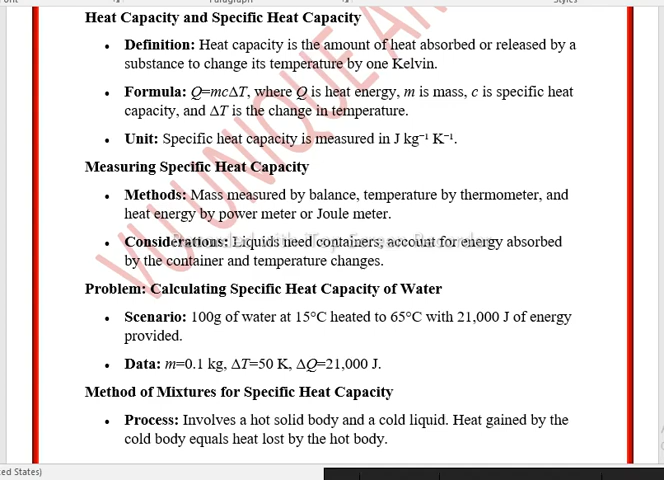 Paragraph
Styles
Heat Capacity and Specific Heat Capacity
• Definition: Heat capacity is the amount of heat absorbed or released by a
substance to change its temperature by one Kelvin.
• Formula: Q=mcΔT, where Q is heat energy, m is mass, c is specific heat
capacity, and ΔT is the change in temperature.
• Unit: Specific heat capacity is measured in J kg⁻¹ K⁻¹.
Measuring Specific Heat Capacity
• Methods: Mass measured by balance, temperature by thermometer, and
heat energy by power meter or Joule meter.
• Considerations: Liquids need containers; account for energy absorbed
by the container and temperature changes.
Problem: Calculating Specific Heat Capacity of Water
• Scenario: 100g of water at 15°C heated to 65°C with 21,000 J of energy
provided.
• Data: m=0.1 kg, ΔT=50 K, ΔQ=21,000 J.
Method of Mixtures for Specific Heat Capacity
• Process: Involves a hot solid body and a cold liquid. Heat gained by the
cold body equals heat lost by the hot body.
ed States)
VU UNIQUE